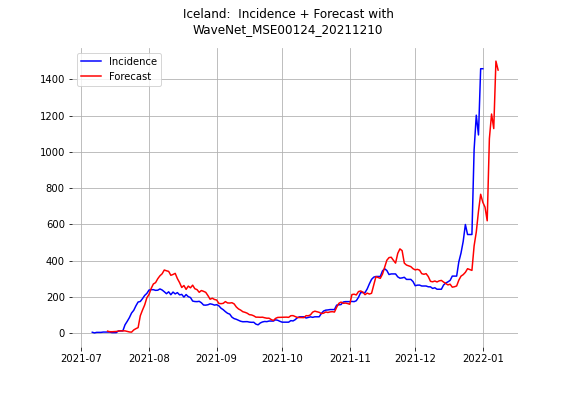 Iceland:  Incidence + Forecast with
WaveNet_MSE00124_20211210
Incidence
Forecast
1400
1200
1000
800
600
400
200
0
2021-07 2021-08 2021-09 2021-10 2021-11 2021-12 2022-01